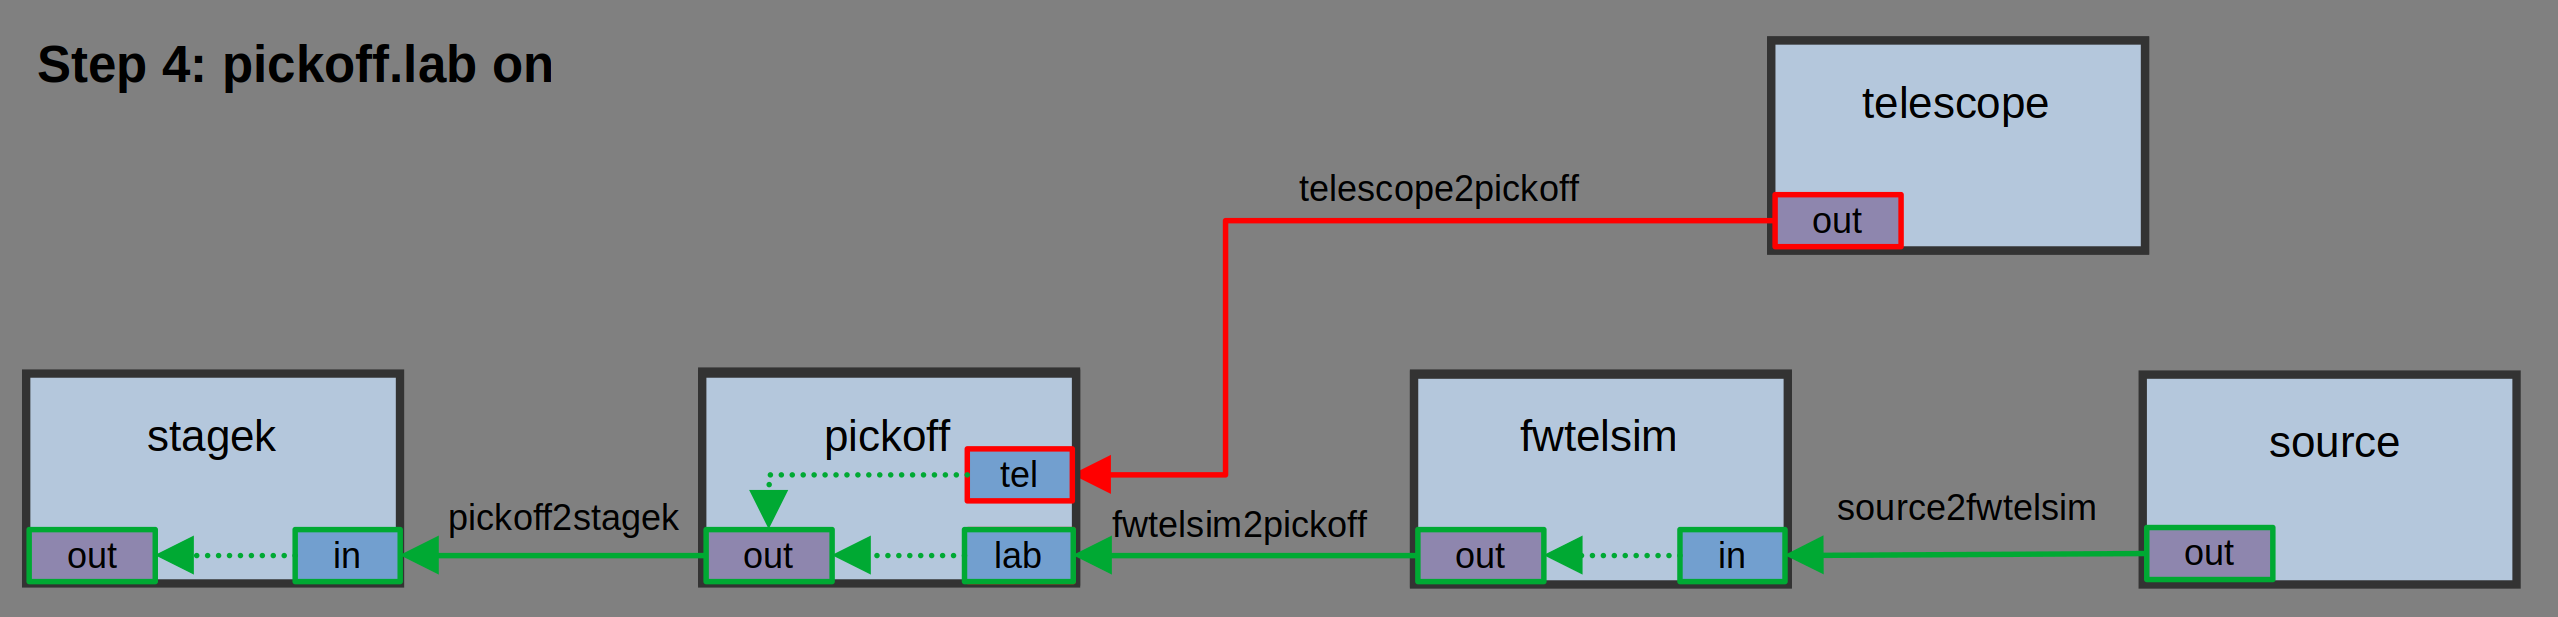 Step 4: pickoff.lab on
telescope
telescope2pickoff
out
stagek
pickoff
fwtelsim
source
tel
pickoff2stagek
fwtelsim2pickoff
source2fwtelsim
out
in
out
lab
out
in
out